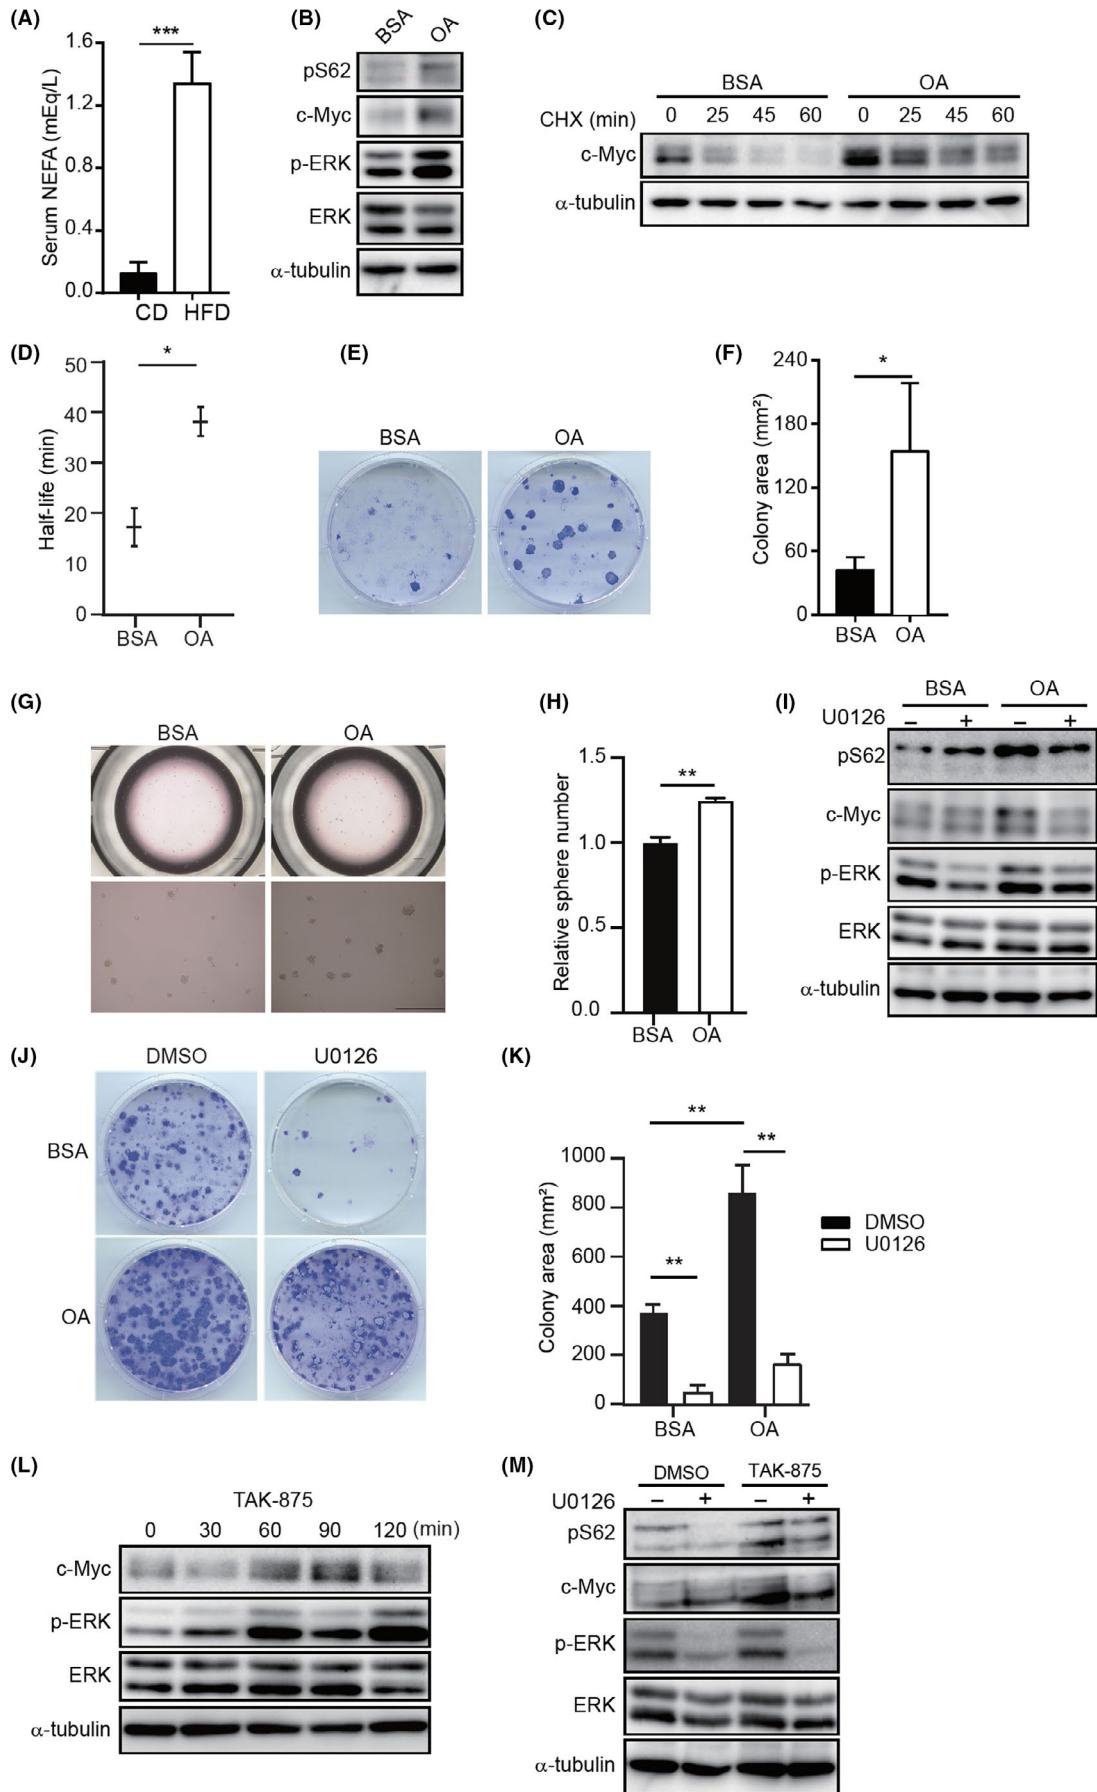 (A)
***
1.6
1.2
0.8
0.4
0.0
Serum NEFA (mEq/L)
CD HFD
(B)
BSA OA
pS62
c-Myc
p-ERK
ERK
α-tubulin
(C)
BSA OA
CHX (min) 0 25 45 60 0 25 45 60
c-Myc
α-tubulin
(D)
*
50
40
30
20
10
0
Half-life (min)
BSA OA
(E)
BSA OA
(F)
*
240
180
120
60
0
Colony area (mm²)
BSA OA
(G)
BSA OA
(H)
**
1.5
1.0
0.5
0.0
Relative sphere number
BSA OA
(I)
BSA OA
U0126 – + – +
pS62
c-Myc
p-ERK
ERK
α-tubulin
(J)
DMSO U0126
BSA
OA
(K)
**
**
**
1000
800
600
400
200
0
Colony area (mm²)
BSA OA
DMSO
U0126
(L)
TAK-875
0 30 60 90 120 (min)
c-Myc
p-ERK
ERK
α-tubulin
(M)
DMSO TAK-875
U0126 – + – +
pS62
c-Myc
p-ERK
ERK
α-tubulin